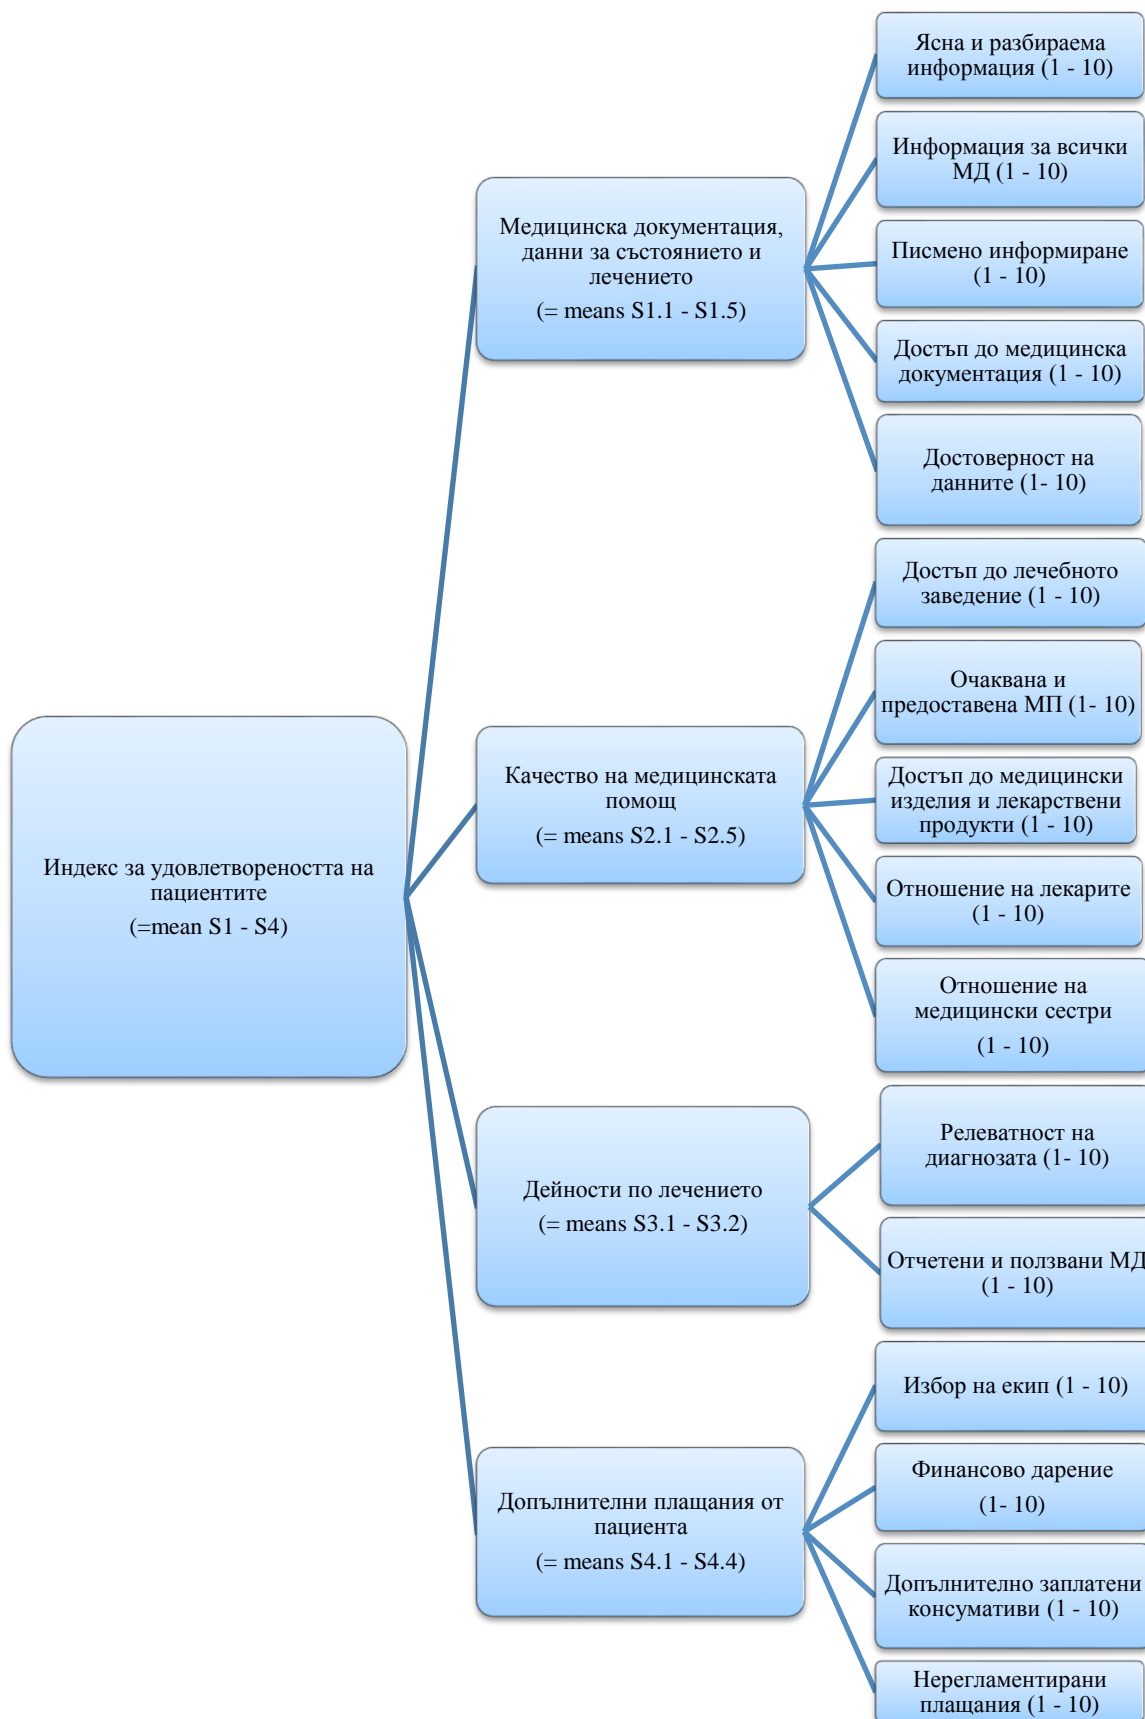 Индекс за удовлетвореността на
пациентите
(=mean S1 - S4)
Медицинска документация,
данни за състоянието и
лечението
(= means S1.1 - S1.5)
Ясна и разбираема
информация (1 - 10)
Информация за всички
МД (1 - 10)
Писмено информиране
(1 - 10)
Достъп до медицинска
документация (1 - 10)
Достоверност на
данните (1- 10)
Качество на медицинската
помощ
(= means S2.1 - S2.5)
Достъп до лечебното
заведение (1 - 10)
Очаквана и
предоставена МП (1- 10)
Достъп до медицински
изделия и лекарствени
продукти (1 - 10)
Отношение на лекарите
(1 - 10)
Отношение на
медицински сестри
(1 - 10)
Дейности по лечението
(= means S3.1 - S3.2)
Релеватност на
диагнозата (1- 10)
Отчетени и ползвани МД
(1 - 10)
Допълнителни плащания от
пациента
(= means S4.1 - S4.4)
Избор на екип (1 - 10)
Финансово дарение
(1- 10)
Допълнително заплатени
консумативи (1 - 10)
Нерегламентирани
плащания (1 - 10)